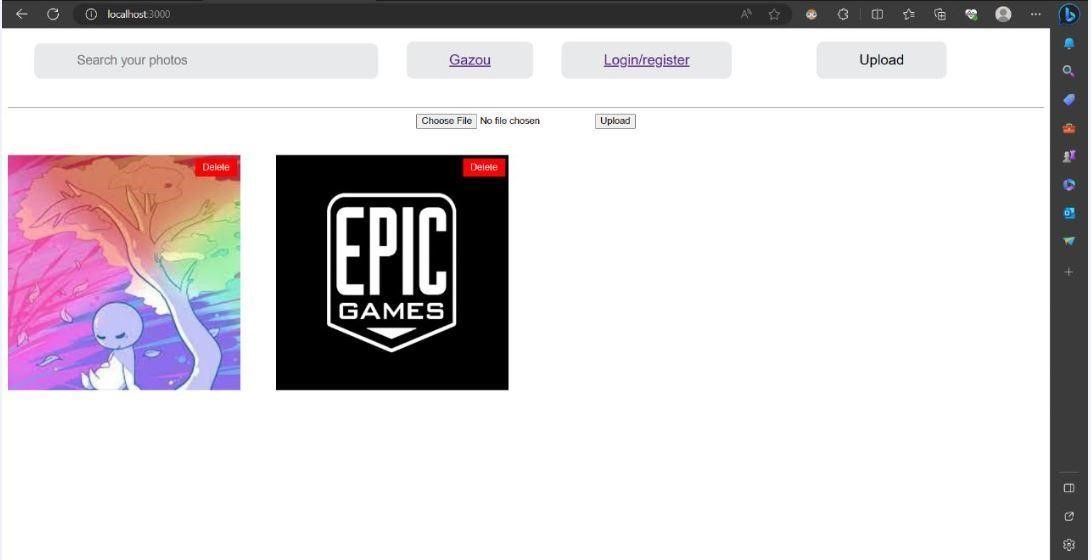 localhost:3000
Search your photos
Gazou
Login/register
Upload
Choose File No file chosen
Upload
Delete
Delete
EPIC
GAMES